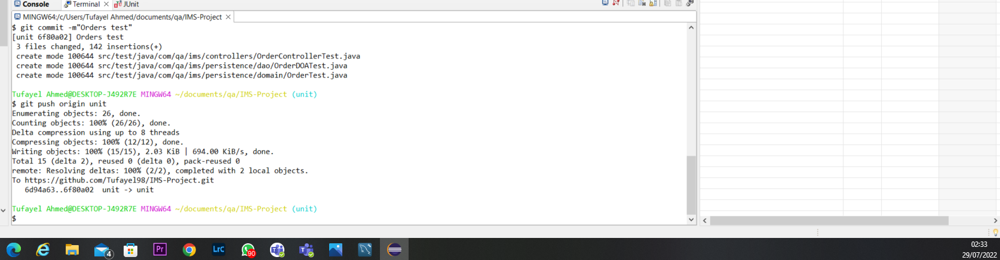 Console
Terminal
JUnit
MINGW64:/c/Users/Tufayel Ahmed/documents/qa/IMS-Project
$ git commit -m"Orders test"
[unit 6f80a02] Orders test
3 files changed, 142 insertions(+)
create mode 100644 src/test/java/com/qa/ims/controllers/OrderControllerTest.java
create mode 100644 src/test/java/com/qa/ims/persistence/dao/OrderDOATest.java
create mode 100644 src/test/java/com/qa/ims/persistence/domain/OrderTest.java
Tufayel Ahmed@DESKTOP-J492R7E MINGW64 ~/documents/qa/IMS-Project (unit)
$ git push origin unit
Enumerating objects: 26, done.
Counting objects: 100% (26/26), done.
Delta compression using up to 8 threads
Compressing objects: 100% (12/12), done.
Writing objects: 100% (15/15), 2.03 KiB | 694.00 KiB/s, done.
Total 15 (delta 2), reused 0 (delta 0), pack-reused 0
remote: Resolving deltas: 100% (2/2), completed with 2 local objects.
To https://github.com/Tufayel98/IMS-Project.git
6d94a63..6f80a02  unit -> unit
Tufayel Ahmed@DESKTOP-J492R7E MINGW64 ~/documents/qa/IMS-Project (unit)
$
4
Pr
LrC
90
02:33
29/07/2022